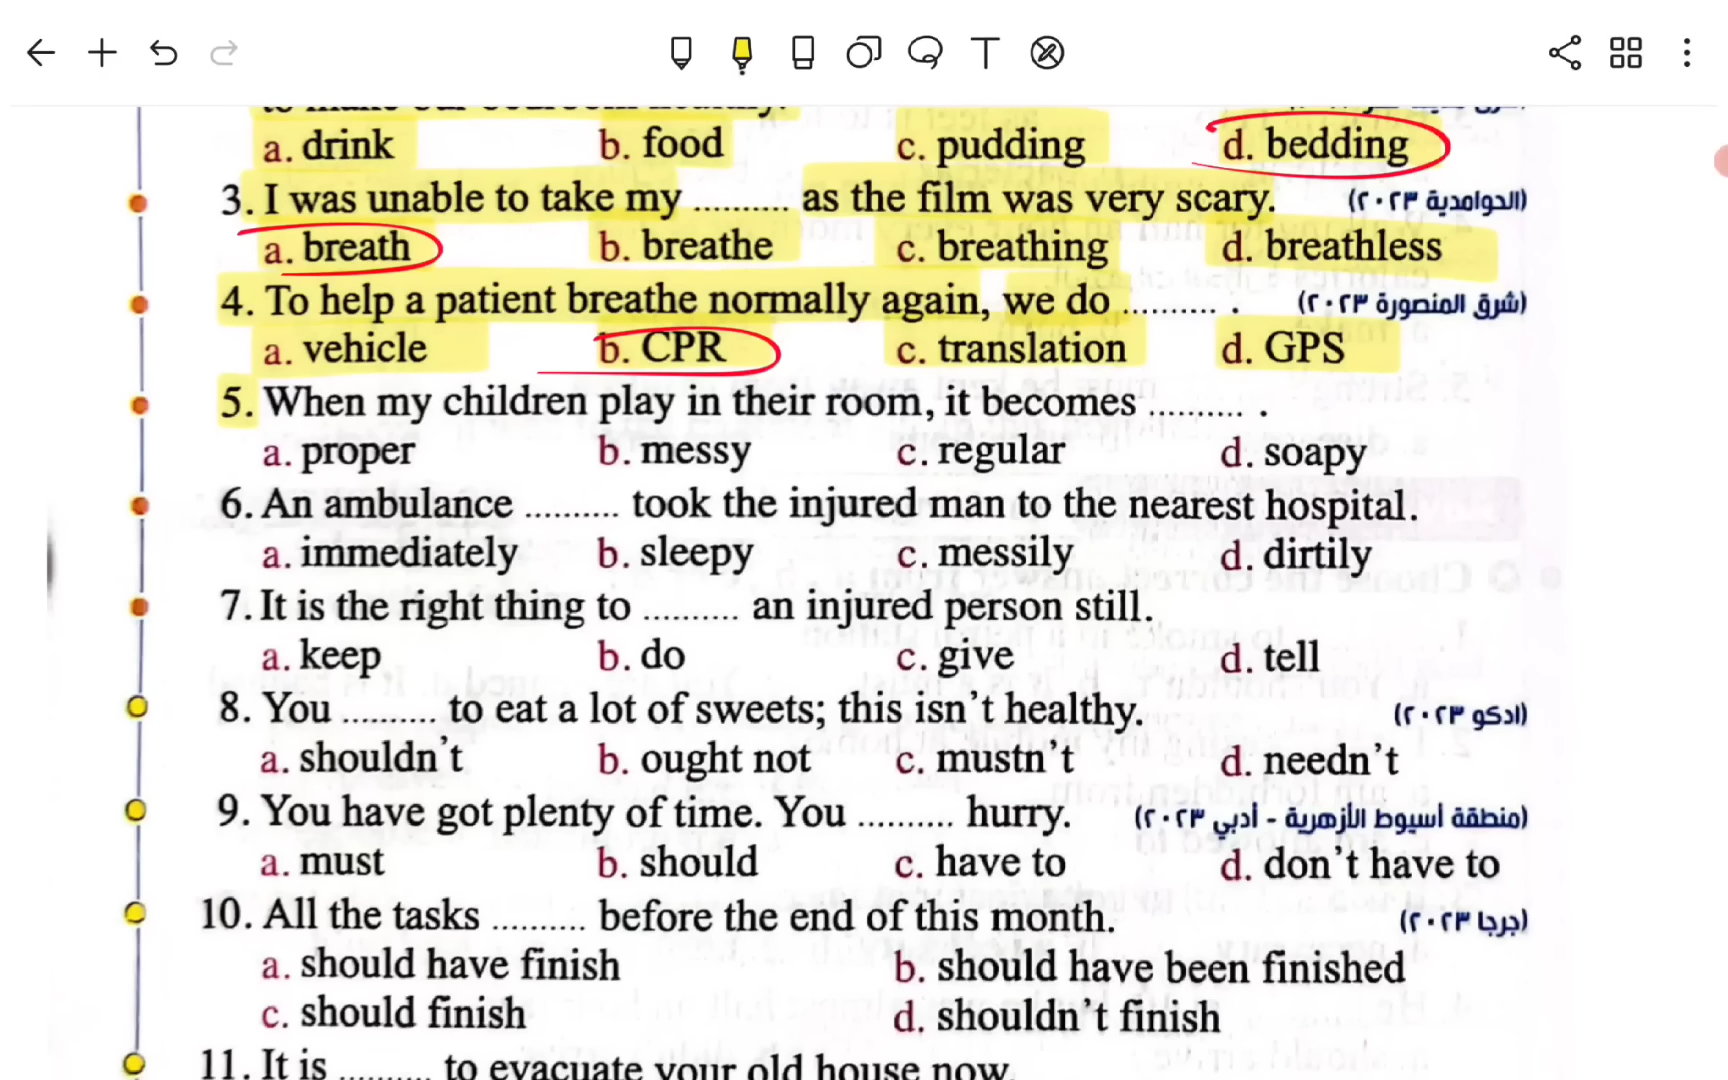 a. drink b. food c. pudding d. bedding
3. I was unable to take my .......... as the film was very scary. (الحوامدية ٢٠٢٣)
a. breath b. breathe c. breathing d. breathless
4. To help a patient breathe normally again, we do .......... . (شرق المنصورة ٢٠٢٣)
a. vehicle b. CPR c. translation d. GPS
5. When my children play in their room, it becomes .......... .
a. proper b. messy c. regular d. soapy
6. An ambulance .......... took the injured man to the nearest hospital.
a. immediately b. sleepy c. messily d. dirtily
7. It is the right thing to .......... an injured person still.
a. keep b. do c. give d. tell
8. You .......... to eat a lot of sweets; this isn't healthy. (ادكو ٢٠٢٣)
a. shouldn't b. ought not c. mustn't d. needn't
9. You have got plenty of time. You .......... hurry. (منطقة اسيوط الأزهرية - أدبي ٢٠٢٣)
a. must b. should c. have to d. don't have to
10. All the tasks .......... before the end of this month. (جرجا ٢٠٢٣)
a. should have finish b. should have been finished
c. should finish d. shouldn't finish
11. It is .......... to evacuate your old house now.